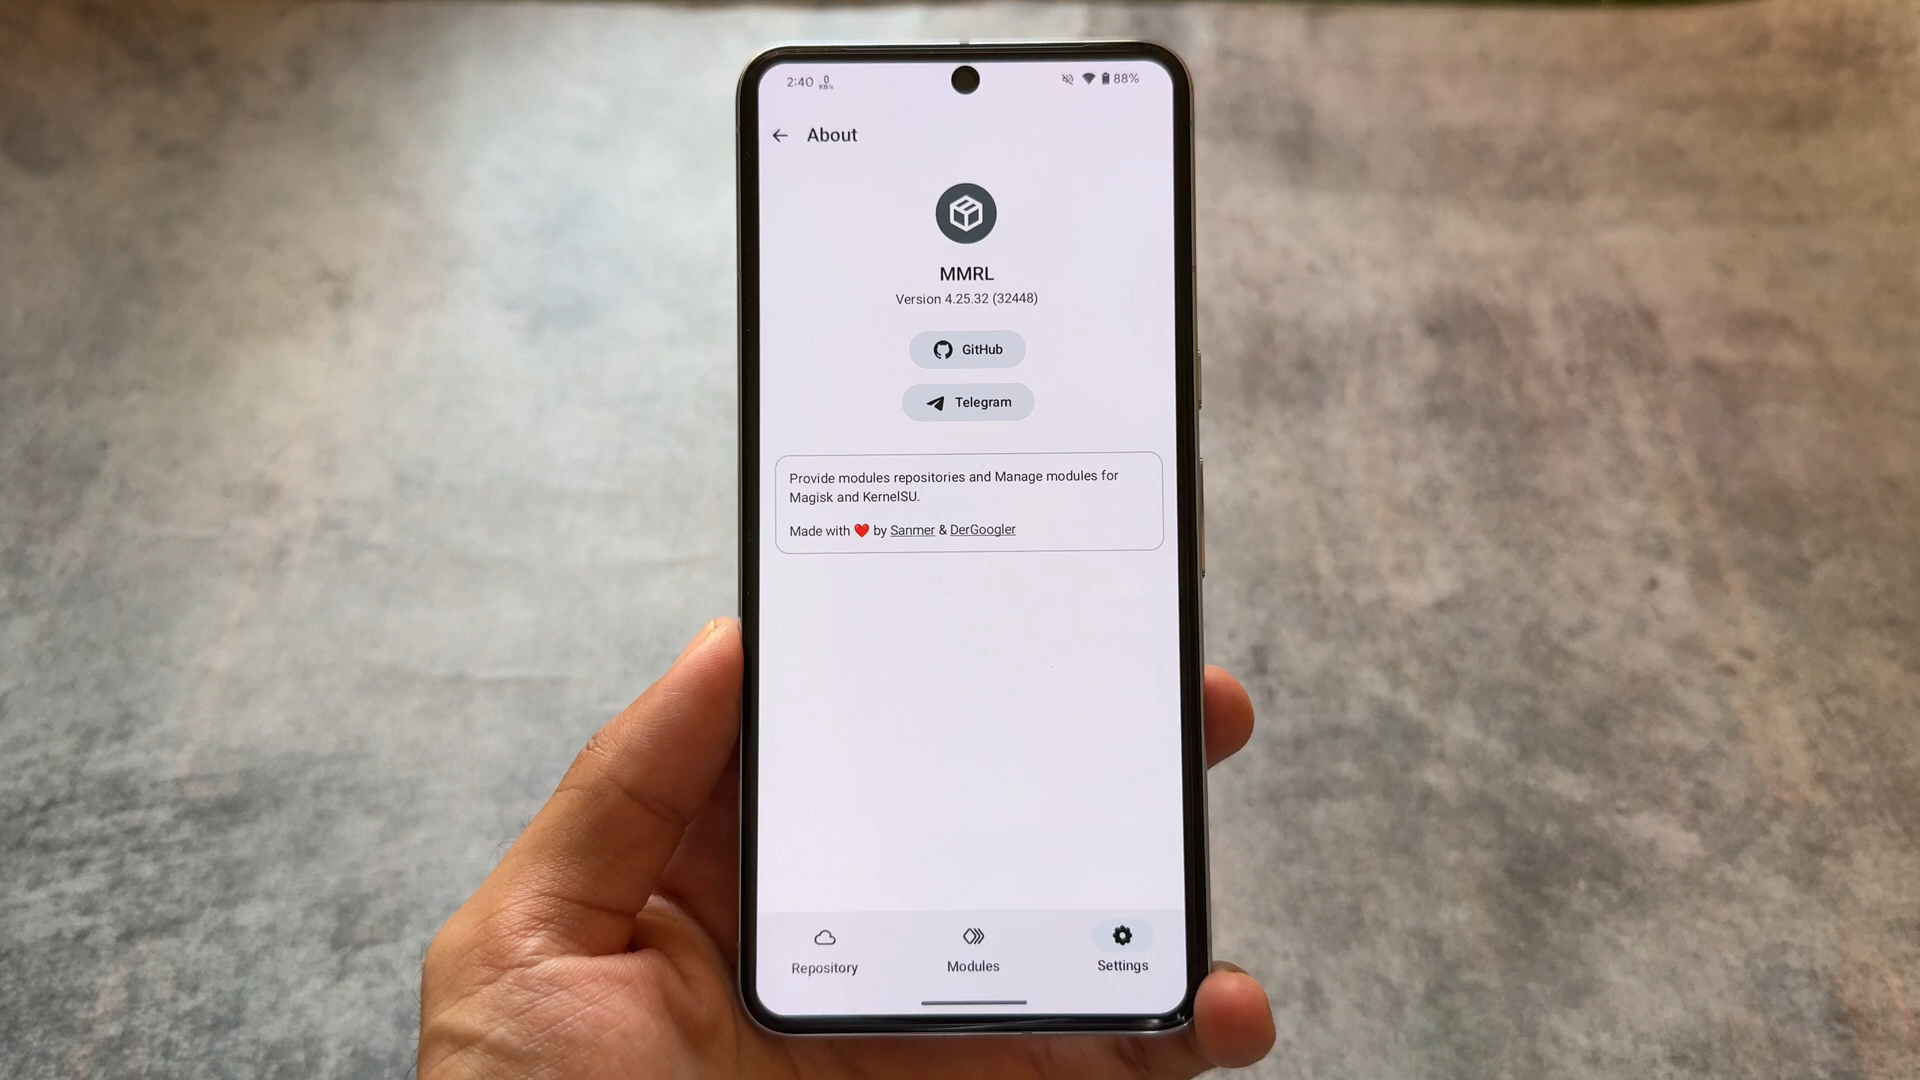 2:40 0 KB/s 88%
About
MMRL
Version 4.25.32 (32448)
GitHub
Telegram
Provide modules repositories and Manage modules for
Magisk and KernelSU.
Made with ❤️ by Sanmer & DerGoogler
Repository Modules Settings